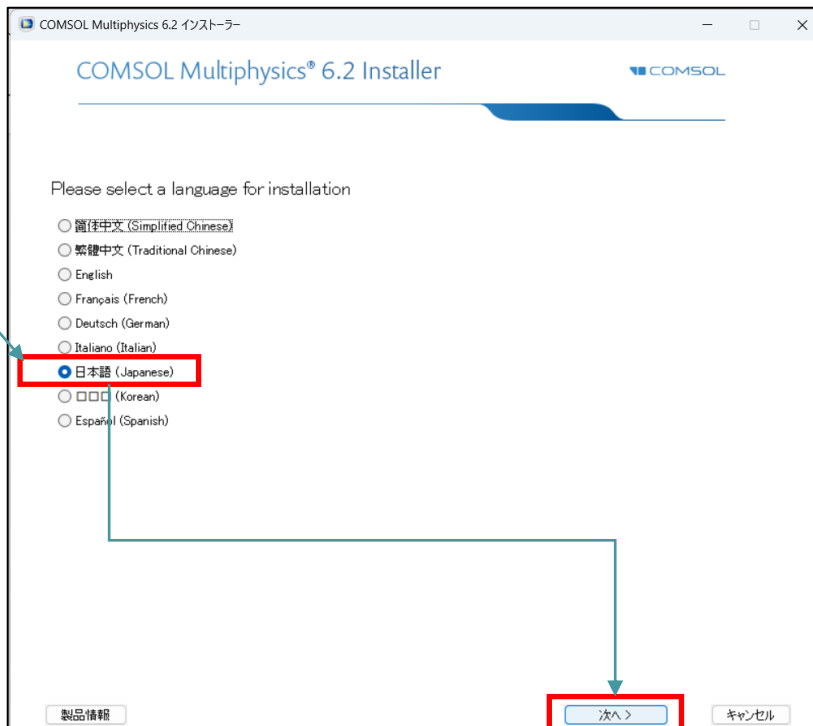 COMSOL Multiphysics 6.2 インストーラー
COMSOL Multiphysics® 6.2 Installer
COMSOL
Please select a language for installation
简体中文 (Simplified Chinese)
繁體中文 (Traditional Chinese)
English
Français (French)
Deutsch (German)
Italiano (Italian)
日本語 (Japanese)
□□□ (Korean)
Español (Spanish)
製品情報
次へ >
キャンセル